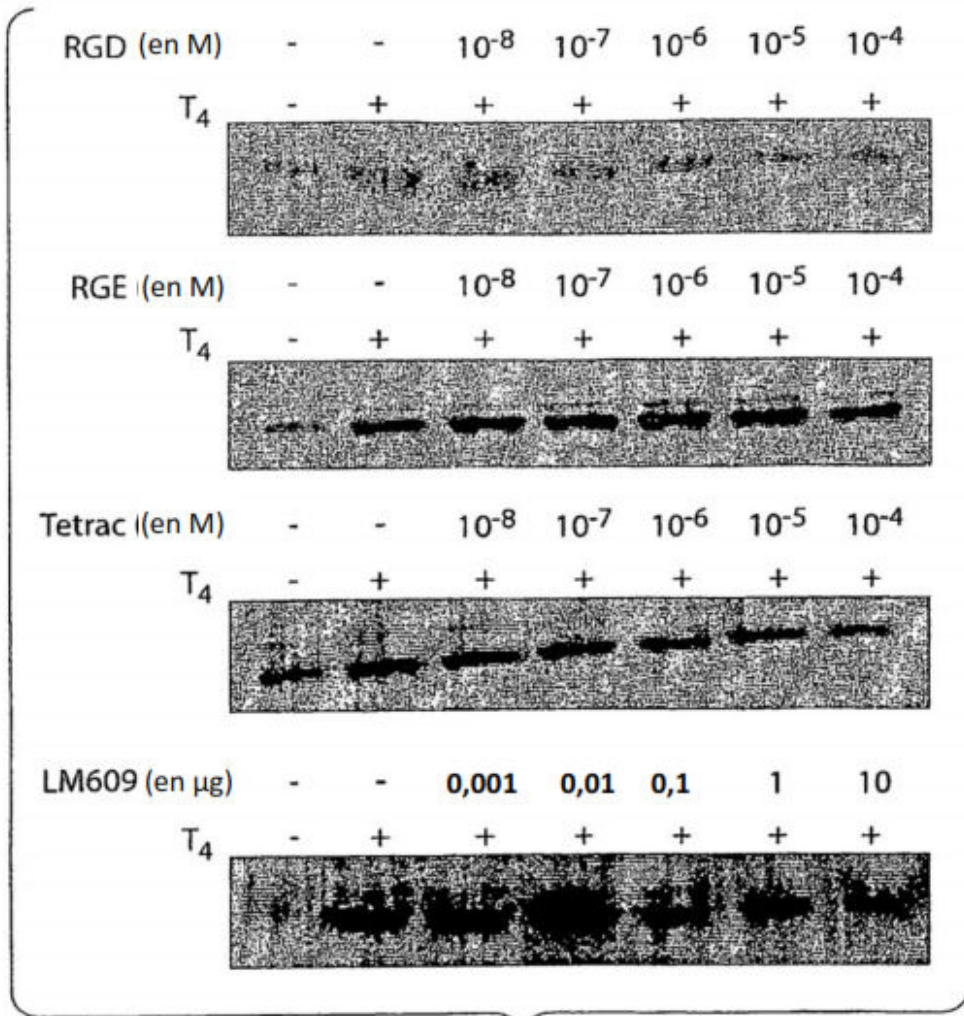 RGD (en M) - - 10⁻⁸ 10⁻⁷ 10⁻⁶ 10⁻⁵ 10⁻⁴
T₄ - + + + + + +
RGE (en M) - - 10⁻⁸ 10⁻⁷ 10⁻⁶ 10⁻⁵ 10⁻⁴
T₄ - + + + + + +
Tetrac (en M) - - 10⁻⁸ 10⁻⁷ 10⁻⁶ 10⁻⁵ 10⁻⁴
T₄ - + + + + + +
LM609 (en µg) - - 0,001 0,01 0,1 1 10
T₄ - + + + + + +